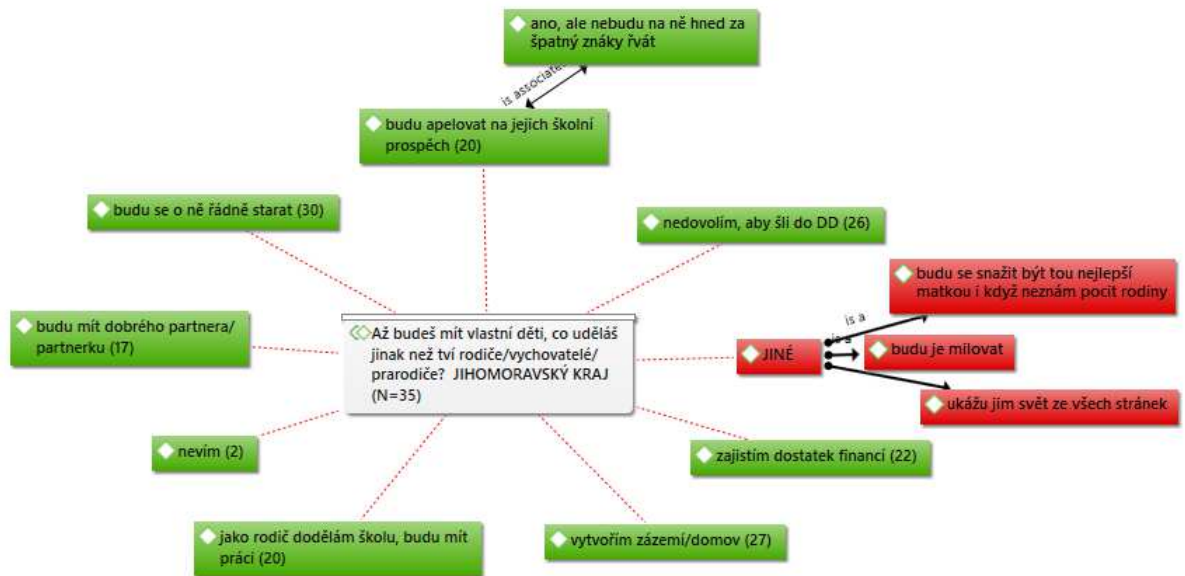 ano, ale nebudu na ně hned za
špatný znáky řvát
is associated
budu apelovat na jejich školní
prospěch (20)
budu se o ně řádně starat (30)
nedovolím, aby šli do DD (26)
budu se snažit být tou nejlepší
matkou i když neznám pocit rodiny
is a
budu mít dobrého partnera/
partnerku (17)
Až budeš mít vlastní děti, co uděláš
jinak než tví rodiče/vychovatelé/
prarodiče? JIHOMORAVSKÝ KRAJ
(N=35)
JINÉ
budu je milovat
ukážu jim svět ze všech stránek
nevím (2)
zajistím dostatek financí (22)
jako rodič dodělám školu, budu mít
práci (20)
vytvořím zázemí/domov (27)